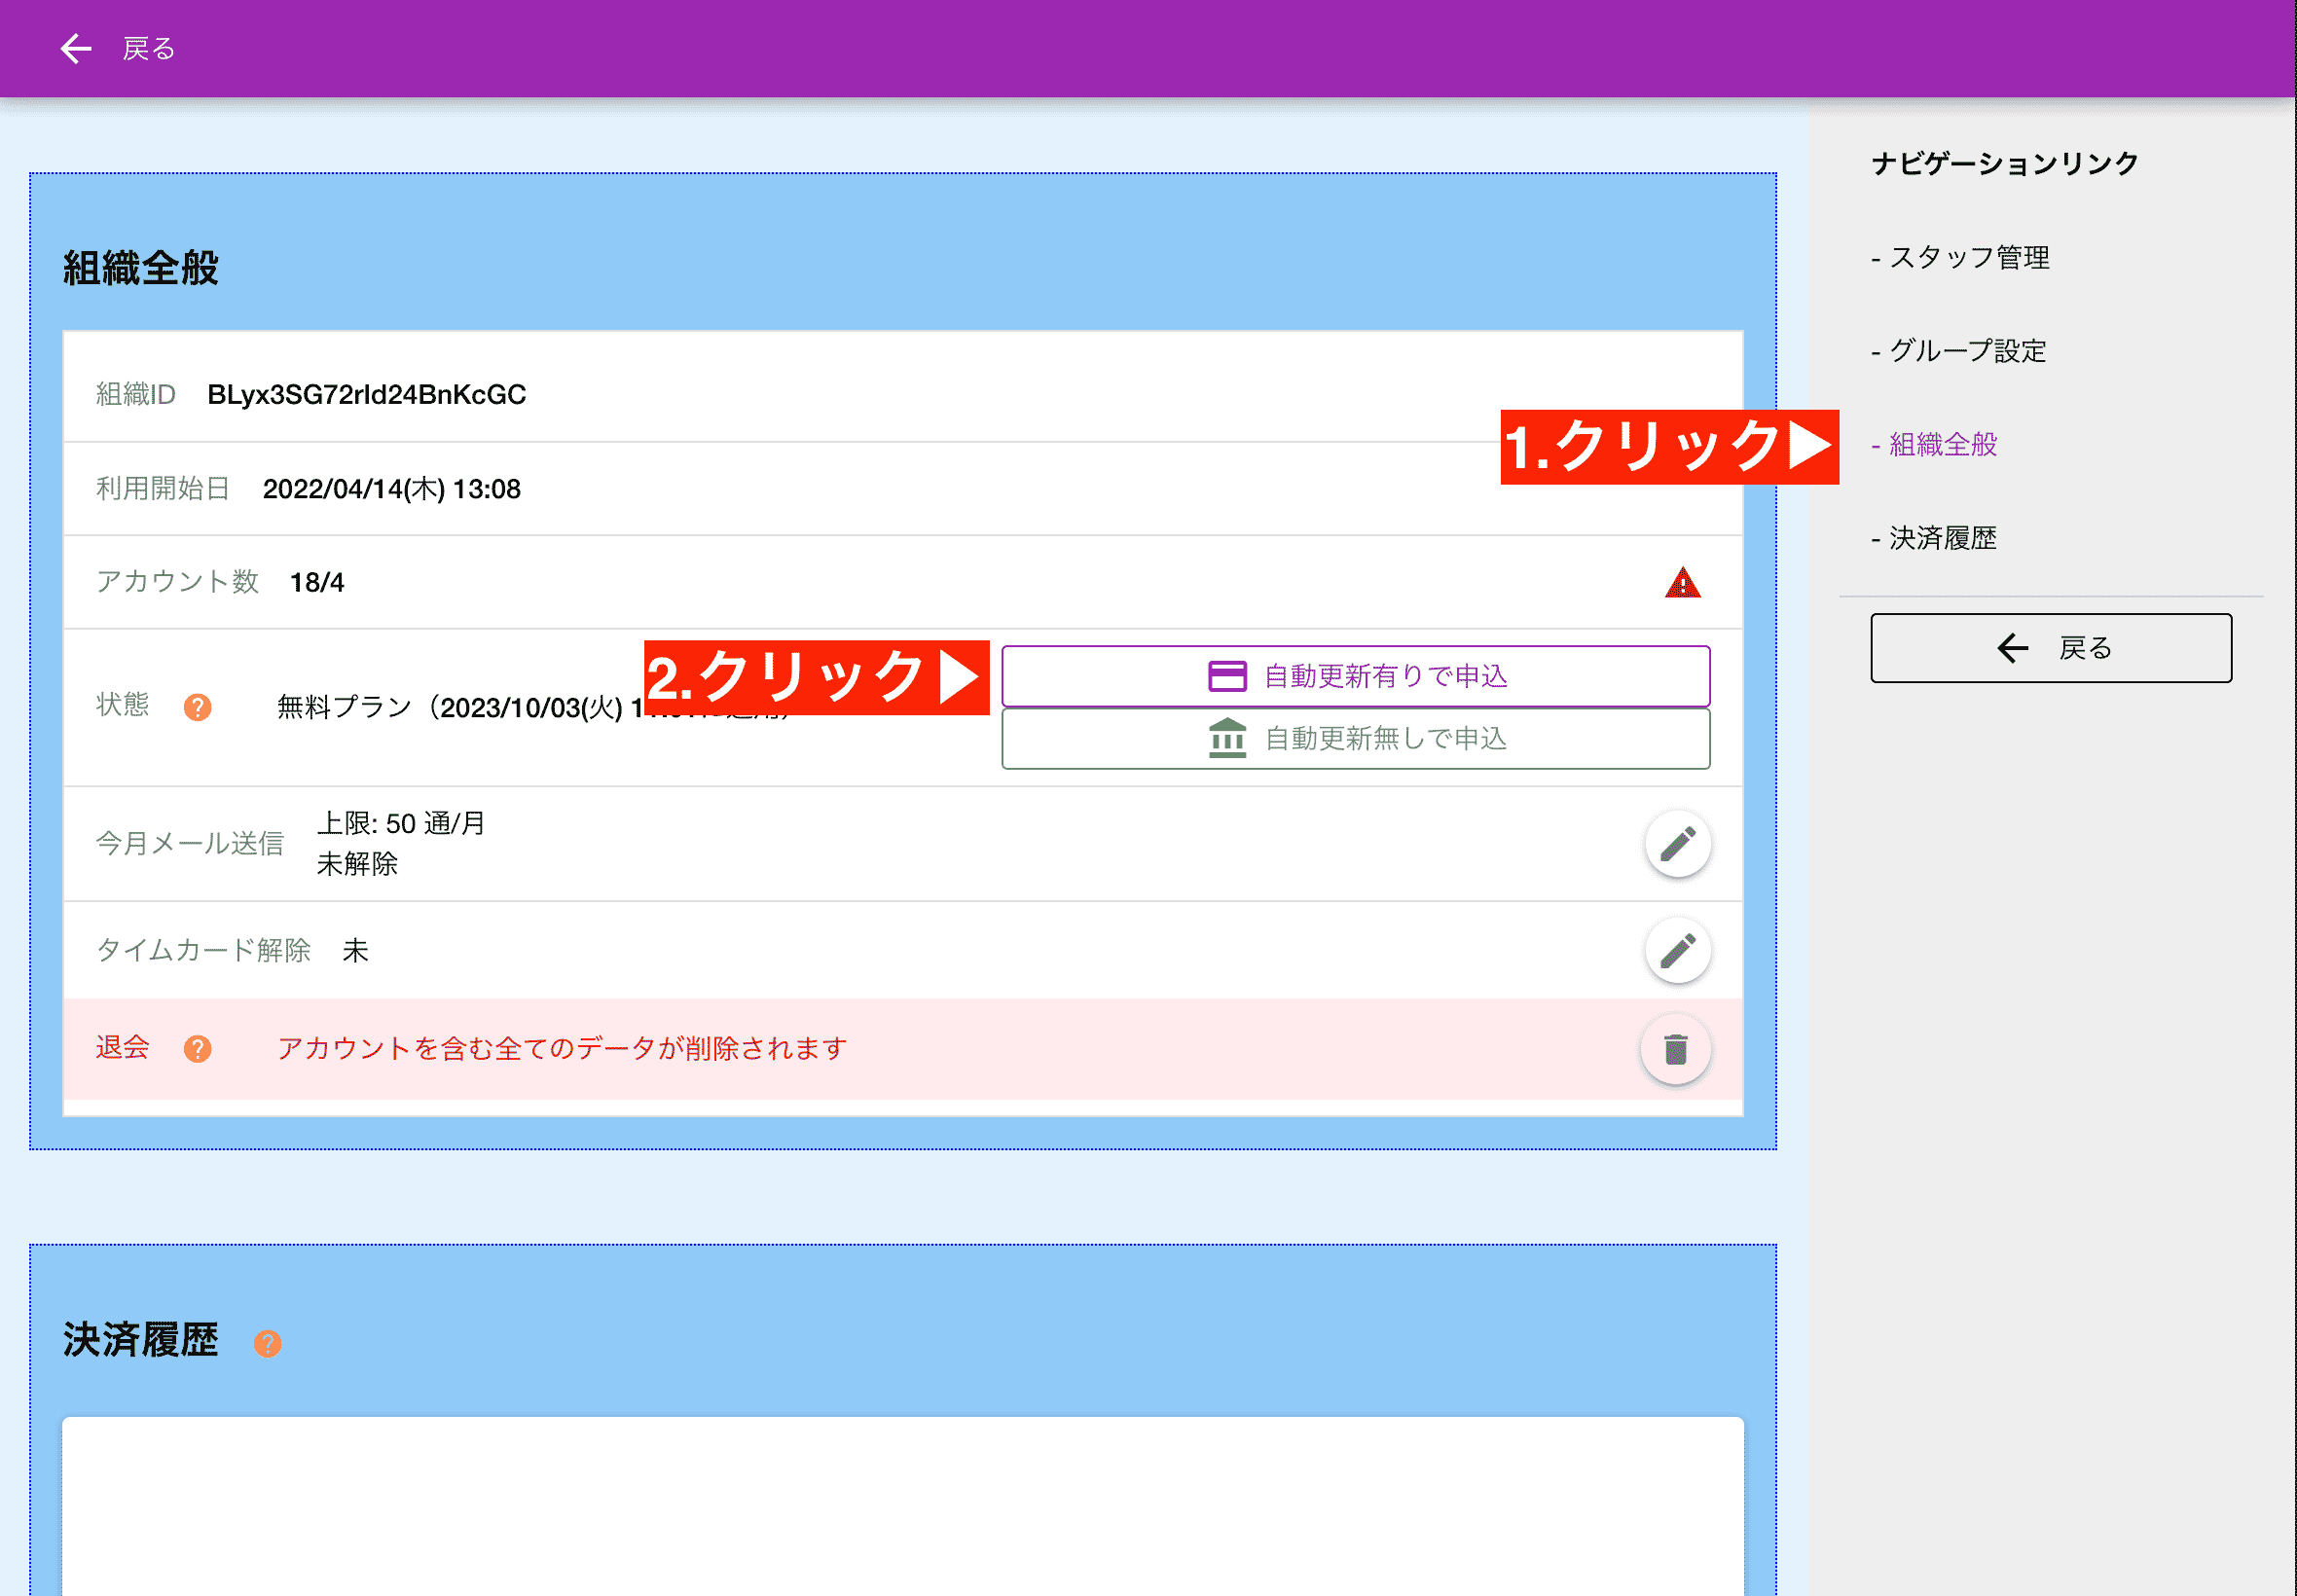 戻る
ナビゲーションリンク
- スタッフ管理
- グループ設定
- 組織全般
- 決済履歴
戻る
組織全般
組織ID BLyx3SG72rId24BnKcGC
1.クリック▶
利用開始日 2022/04/14(木) 13:08
アカウント数 18/4
2.クリック▶
自動更新有りで申込
状態 ? 無料プラン（2023/10/03(火)
自動更新無しで申込
今月メール送信 上限: 50 通/月
未解除
タイムカード解除 未
退会 ? アカウントを含む全てのデータが削除されます
決済履歴 ?